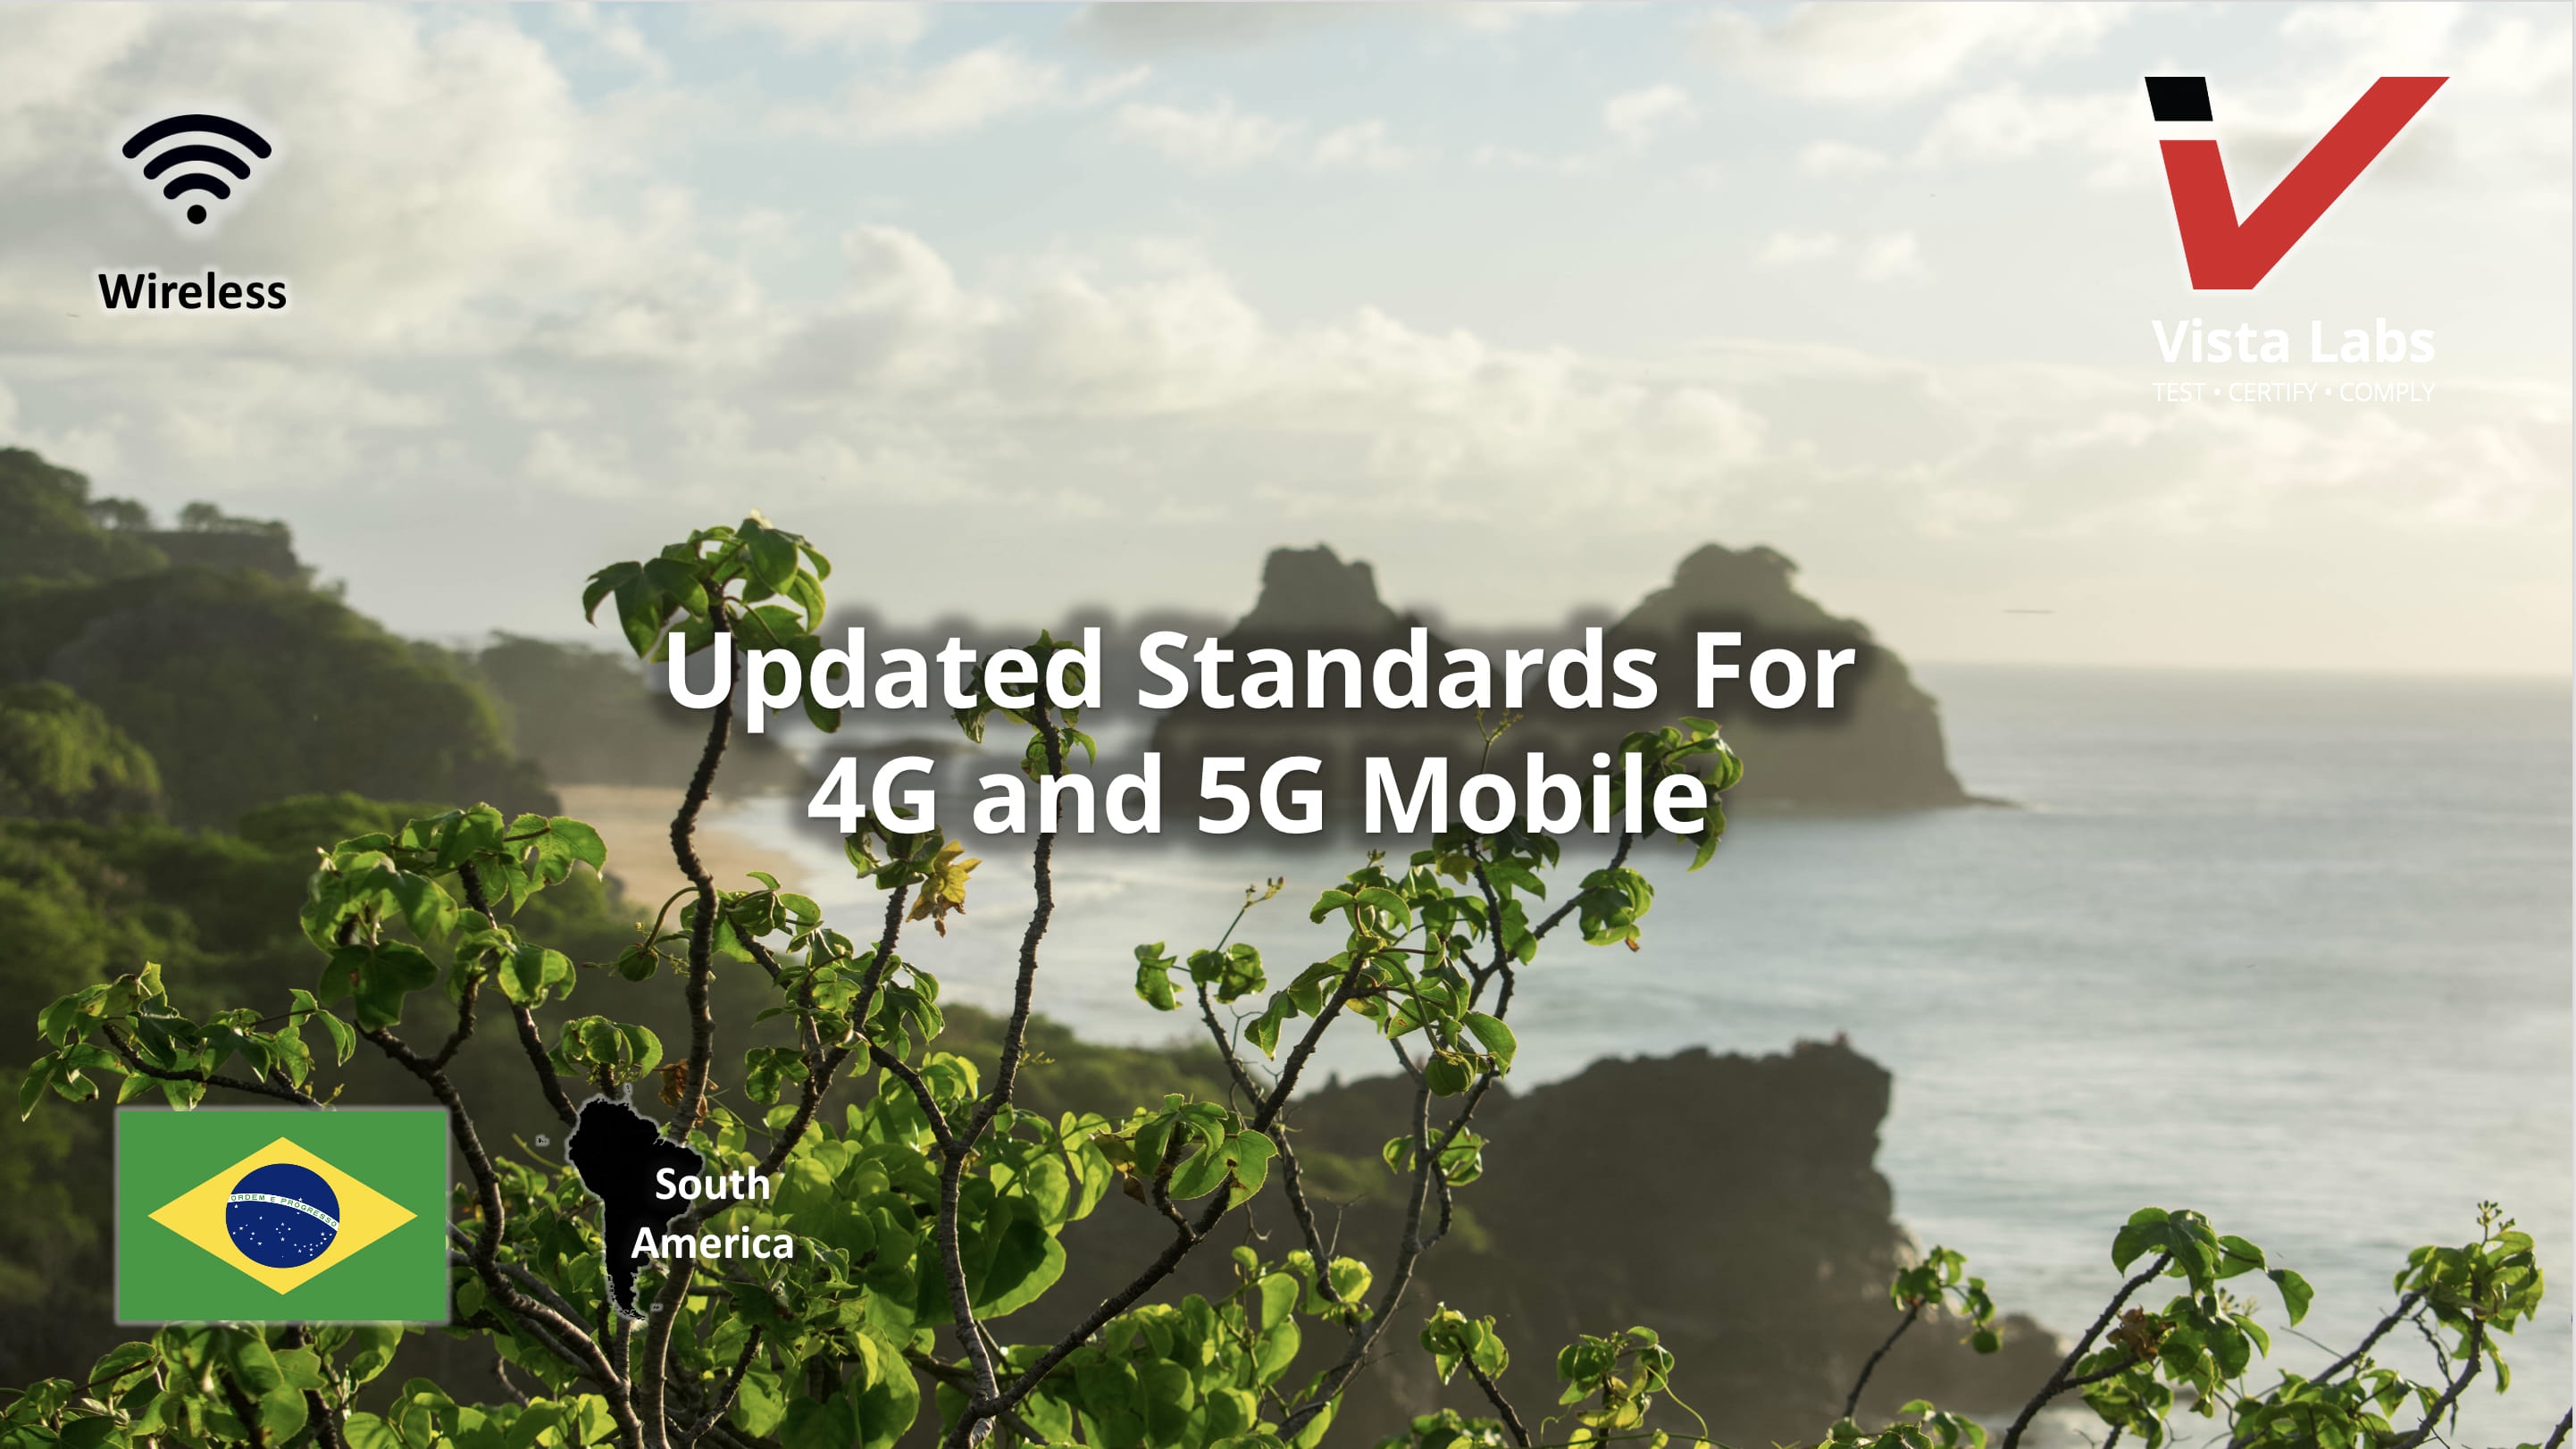 Wireless
Vista Labs
TEST • CERTIFY • COMPLY
Updated Standards For
4G and 5G Mobile
ORDEM E PROGRESSO
South
America